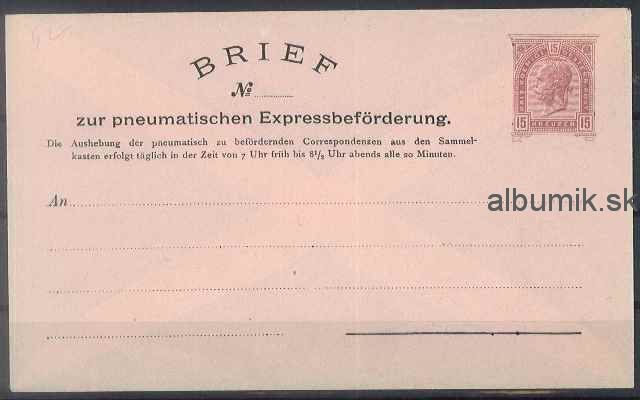 BRIEF
No.
zur pneumatischen Expressbeförderung.
Die Aushebung der pneumatisch zu befördernden Correspondenzen aus den Sammel-
kasten erfolgt täglich in der Zeit von 7 Uhr früh bis 8½ Uhr abends alle 20 Minuten.
An
15
15 KREUZER 15
albumik.sk